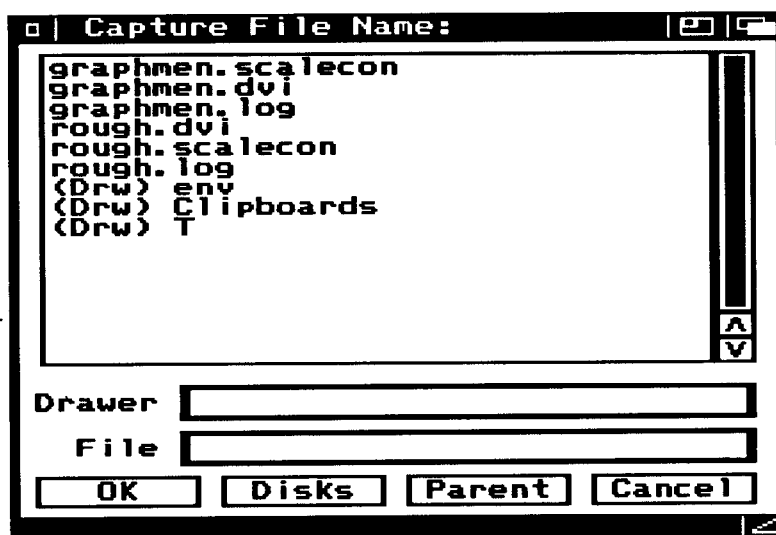 Capture File Name:
graphmen.scalecon
graphmen.dvi
graphmen.log
rough.dvi
rough.scalecon
rough.log
(Drw) env
(Drw) Clipboards
(Drw) T
Drawer
File
OK Disks Parent Cancel